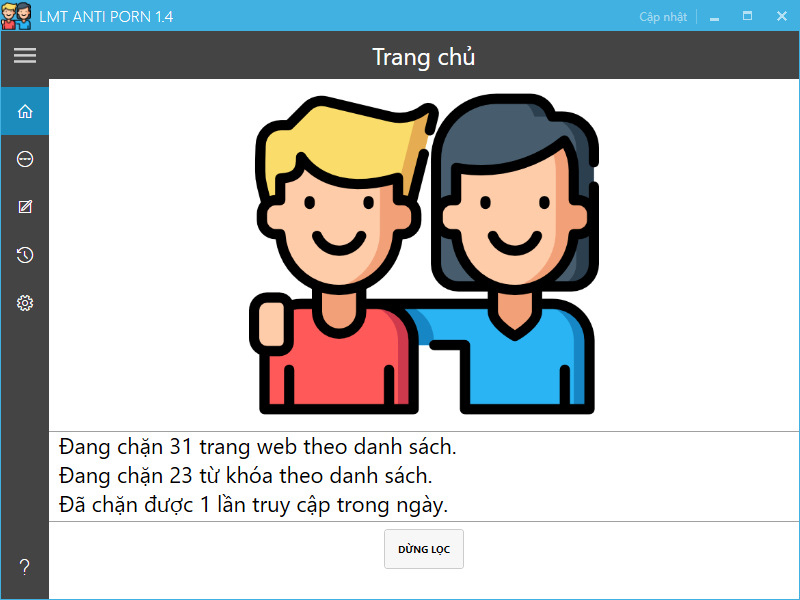 LMT ANTI PORN 1.4
Cập nhật
Trang chủ
Đang chặn 31 trang web theo danh sách.
Đang chặn 23 từ khóa theo danh sách.
Đã chặn được 1 lần truy cập trong ngày.
DỪNG LỌC
?